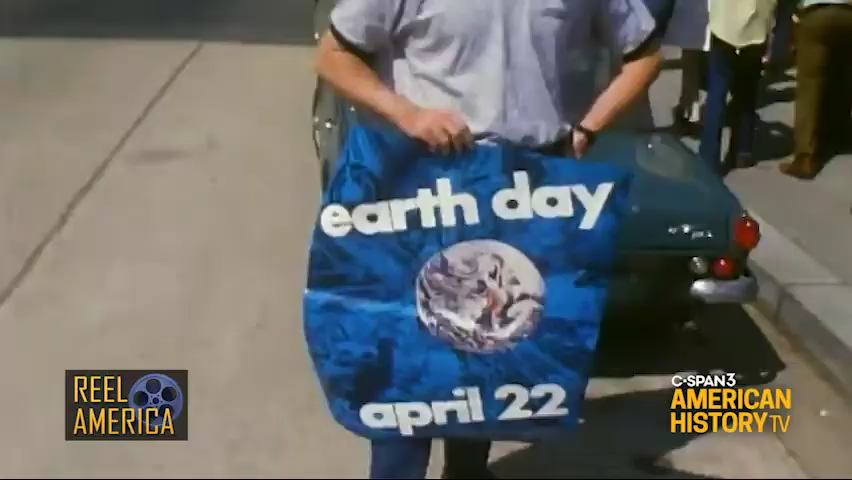 earth day
april 22
REEL
AMERICA
C-SPAN3
AMERICAN
HISTORY TV